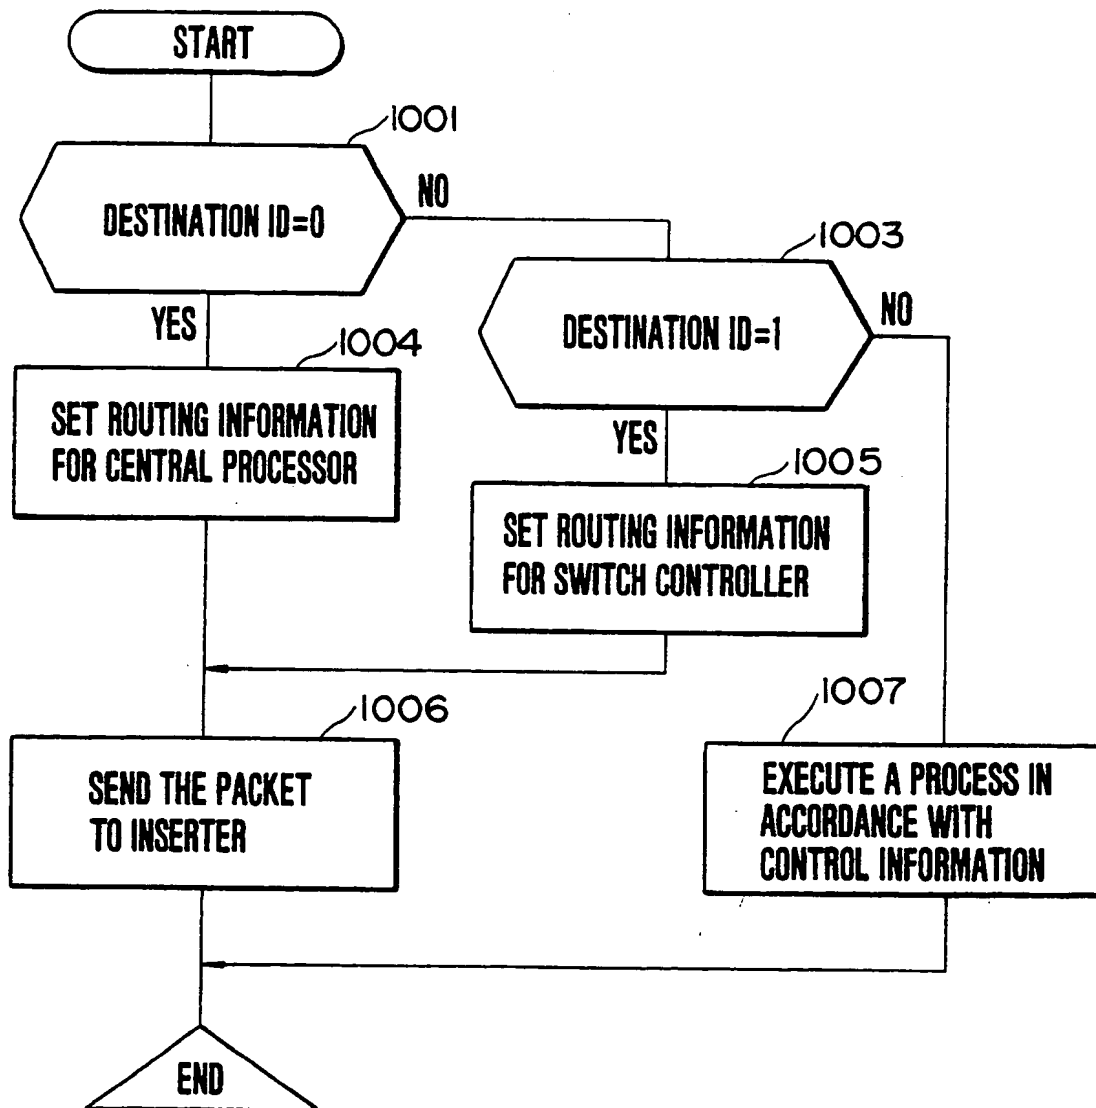 START
1001
DESTINATION ID=0
NO
1003
DESTINATION ID=1
NO
YES
1004
SET ROUTING INFORMATION
FOR CENTRAL PROCESSOR
YES
1005
SET ROUTING INFORMATION
FOR SWITCH CONTROLLER
1006
SEND THE PACKET
TO INSERTER
1007
EXECUTE A PROCESS IN
ACCORDANCE WITH
CONTROL INFORMATION
END